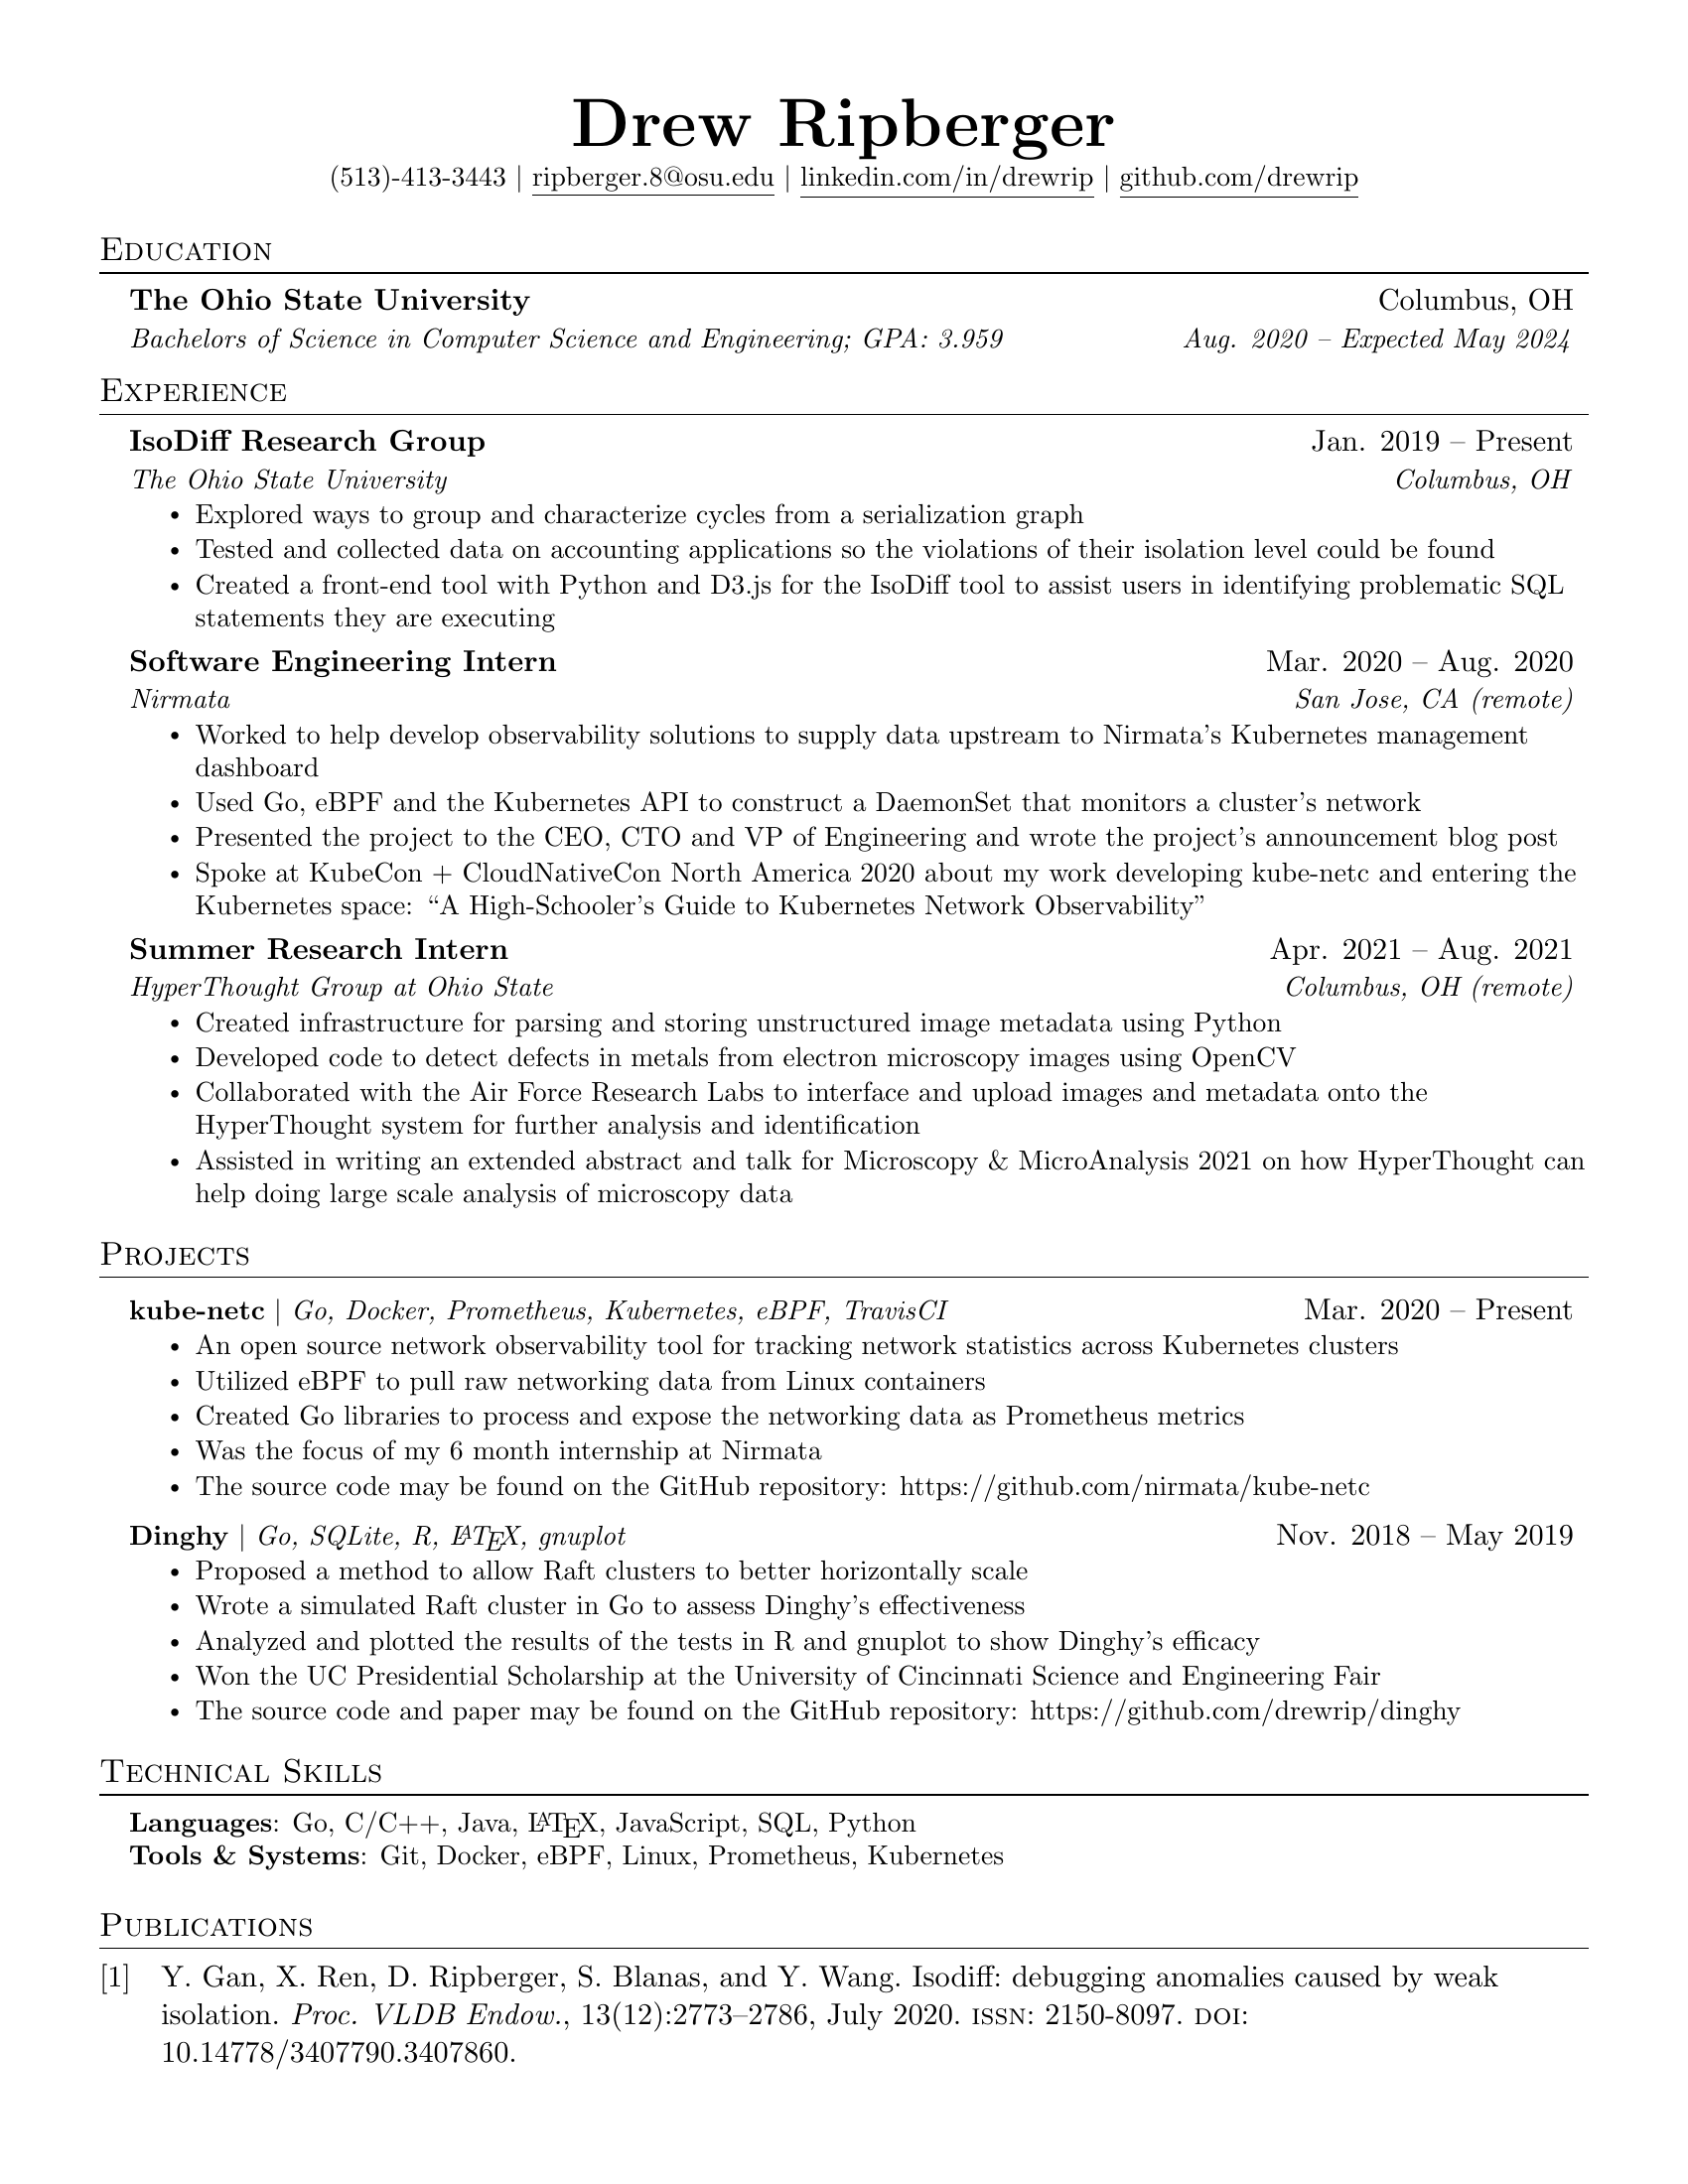 Drew Ripberger
(513)-413-3443 | ripberger.8@osu.edu | linkedin.com/in/drewrip | github.com/drewrip
Education
The Ohio State University Columbus, OH
Bachelors of Science in Computer Science and Engineering; GPA: 3.959 Aug. 2020 – Expected May 2024
Experience
IsoDiff Research Group Jan. 2019 – Present
The Ohio State University Columbus, OH
• Explored ways to group and characterize cycles from a serialization graph
• Tested and collected data on accounting applications so the violations of their isolation level could be found
• Created a front-end tool with Python and D3.js for the IsoDiff tool to assist users in identifying problematic SQL
statements they are executing
Software Engineering Intern Mar. 2020 – Aug. 2020
Nirmata San Jose, CA (remote)
• Worked to help develop observability solutions to supply data upstream to Nirmata's Kubernetes management
dashboard
• Used Go, eBPF and the Kubernetes API to construct a DaemonSet that monitors a cluster's network
• Presented the project to the CEO, CTO and VP of Engineering and wrote the project's announcement blog post
• Spoke at KubeCon + CloudNativeCon North America 2020 about my work developing kube-netc and entering the
Kubernetes space: “A High-Schooler's Guide to Kubernetes Network Observability”
Summer Research Intern Apr. 2021 – Aug. 2021
HyperThought Group at Ohio State Columbus, OH (remote)
• Created infrastructure for parsing and storing unstructured image metadata using Python
• Developed code to detect defects in metals from electron microscopy images using OpenCV
• Collaborated with the Air Force Research Labs to interface and upload images and metadata onto the
HyperThought system for further analysis and identification
• Assisted in writing an extended abstract and talk for Microscopy & MicroAnalysis 2021 on how HyperThought can
help doing large scale analysis of microscopy data
Projects
kube-netc | Go, Docker, Prometheus, Kubernetes, eBPF, TravisCI Mar. 2020 – Present
• An open source network observability tool for tracking network statistics across Kubernetes clusters
• Utilized eBPF to pull raw networking data from Linux containers
• Created Go libraries to process and expose the networking data as Prometheus metrics
• Was the focus of my 6 month internship at Nirmata
• The source code may be found on the GitHub repository: https://github.com/nirmata/kube-netc
Dinghy | Go, SQLite, R, LATEX, gnuplot Nov. 2018 – May 2019
• Proposed a method to allow Raft clusters to better horizontally scale
• Wrote a simulated Raft cluster in Go to assess Dinghy's effectiveness
• Analyzed and plotted the results of the tests in R and gnuplot to show Dinghy's efficacy
• Won the UC Presidential Scholarship at the University of Cincinnati Science and Engineering Fair
• The source code and paper may be found on the GitHub repository: https://github.com/drewrip/dinghy
Technical Skills
Languages: Go, C/C++, Java, LATEX, JavaScript, SQL, Python
Tools & Systems: Git, Docker, eBPF, Linux, Prometheus, Kubernetes
Publications
[1] Y. Gan, X. Ren, D. Ripberger, S. Blanas, and Y. Wang. Isodiff: debugging anomalies caused by weak
isolation. Proc. VLDB Endow., 13(12):2773–2786, July 2020. ISSN: 2150-8097. DOI:
10.14778/3407790.3407860.